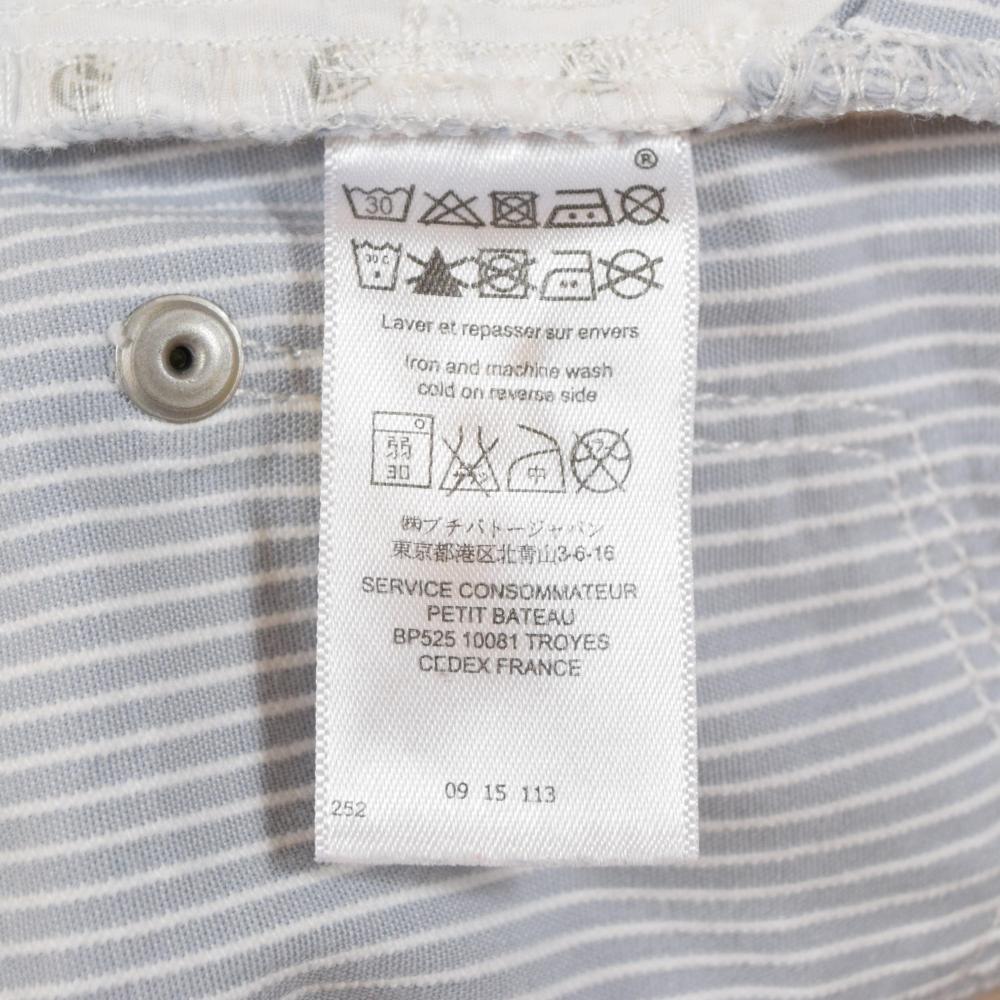 ®
30
30 C
Laver et repasser sur envers
Iron and machine wash
cold on reverse side
弱
30
中
㈱プチバトージャパン
東京都港区北青山3-6-16
SERVICE CONSOMMATEUR
PETIT BATEAU
BP525 10081 TROYES
CEDEX FRANCE
09 15 113
252